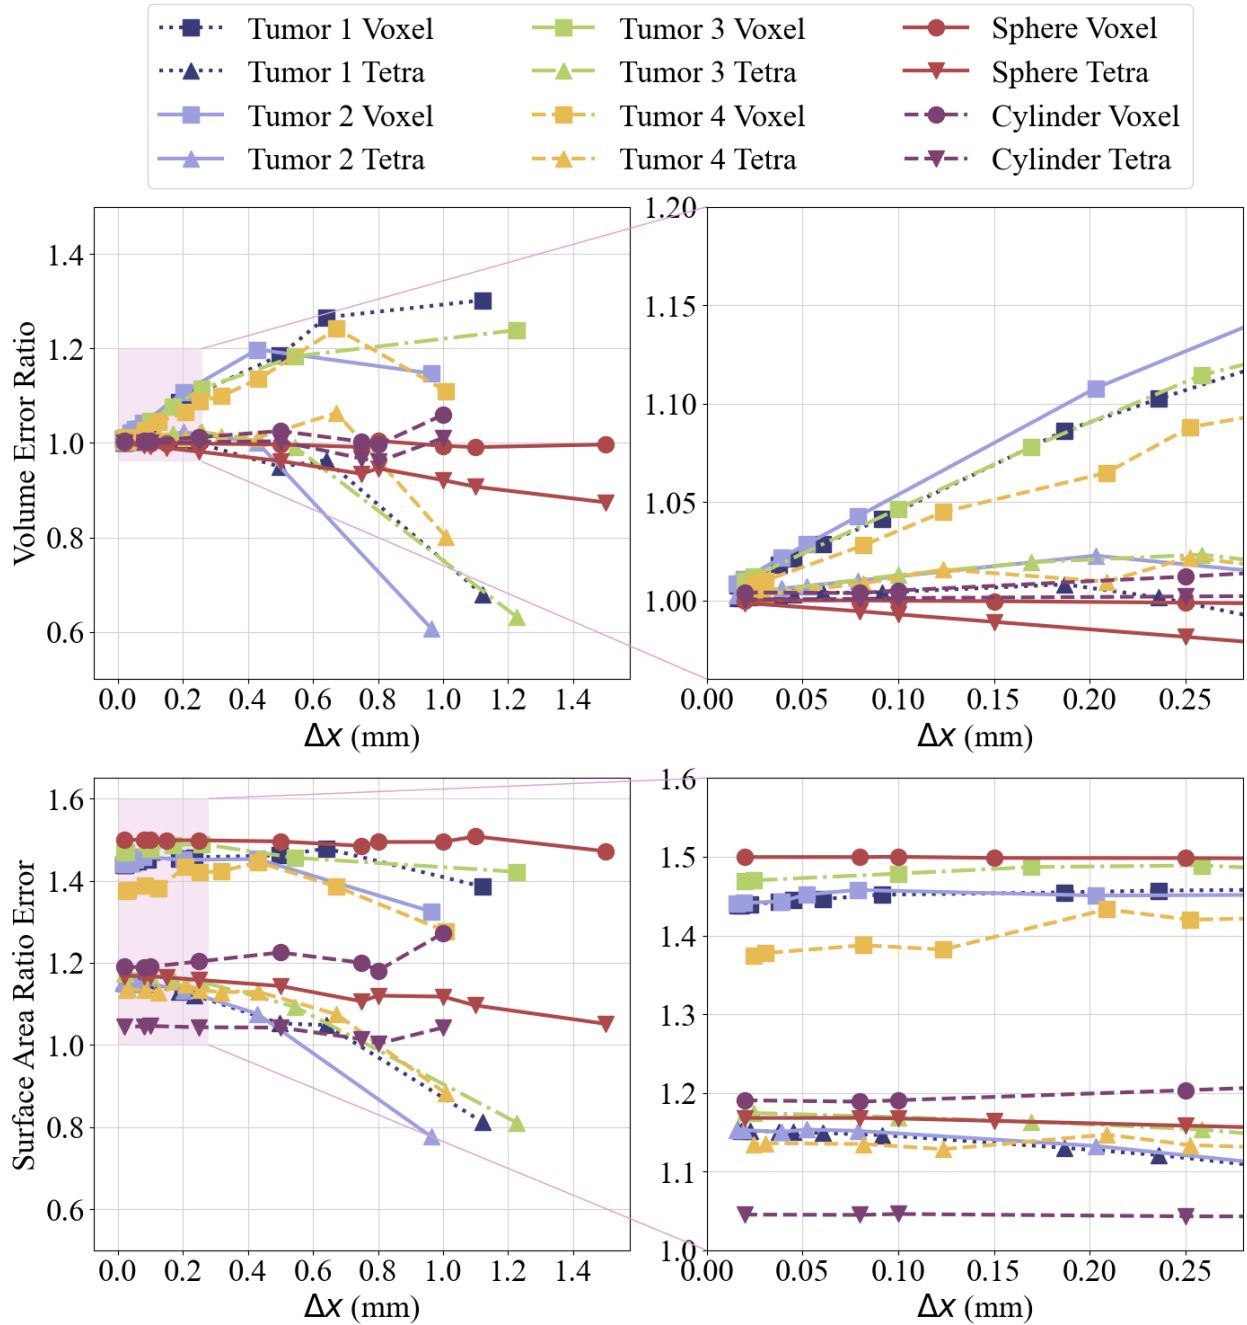 Tumor 1 Voxel Tumor 3 Voxel Sphere Voxel
Tumor 1 Tetra Tumor 3 Tetra Sphere Tetra
Tumor 2 Voxel Tumor 4 Voxel Cylinder Voxel
Tumor 2 Tetra Tumor 4 Tetra Cylinder Tetra
Volume Error Ratio
1.4
1.2
1.0
0.8
0.6
0.0 0.2 0.4 0.6 0.8 1.0 1.2 1.4
Δx (mm)
1.20
1.15
1.10
1.05
1.00
0.00 0.05 0.10 0.15 0.20 0.25
Δx (mm)
Surface Area Ratio Error
1.6
1.4
1.2
1.0
0.8
0.6
0.0 0.2 0.4 0.6 0.8 1.0 1.2 1.4
Δx (mm)
1.6
1.5
1.4
1.3
1.2
1.1
1.0
0.00 0.05 0.10 0.15 0.20 0.25
Δx (mm)